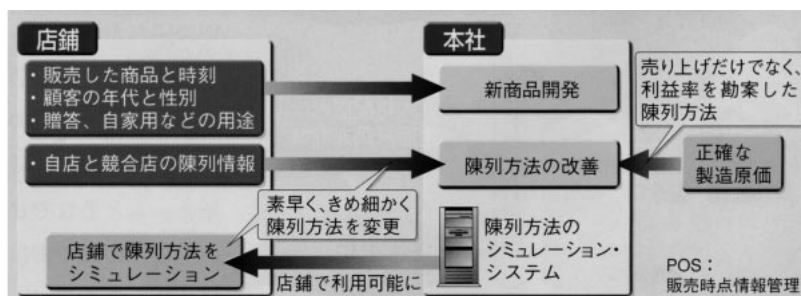 店舗
・販売した商品と時刻
・顧客の年代と性別
・贈答、自家用などの用途
・自店と競合店の陳列情報
店舗で陳列方法を
シミュレーション
素早く、きめ細かく
陳列方法を変更
店舗で利用可能に
本社
新商品開発
陳列方法の改善
陳列方法の
シミュレーション・
システム
売り上げだけでなく、
利益率を勘案した
陳列方法
正確な
製造原価
POS：
販売時点情報管理